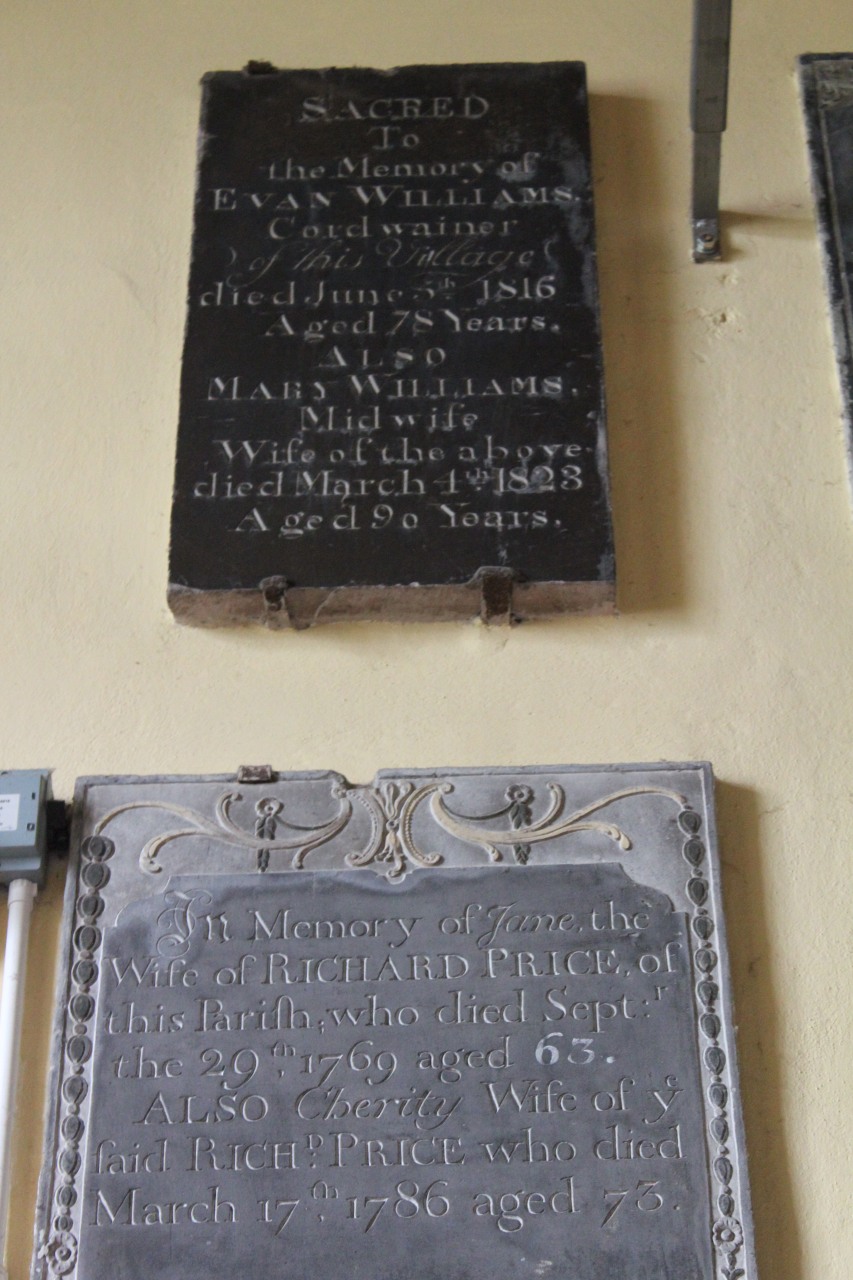 SACRED
To
the Memory of
EVAN WILLIAMS.
Cordwainer
of this Village
died June 5th 1816
Aged 78 Years.
ALSO
MARY WILLIAMS.
Midwife
Wife of the above
died March 4th. 1823
Aged 90 Years.
In Memory of Jane, the
Wife of RICHARD PRICE, of
this Pariſh; who died Sept:r
the 29th. 1769 aged 63.
ALSO Cherity Wife of ye
ſaid RICHD. PRICE who died
March 17th. 1786 aged 73.